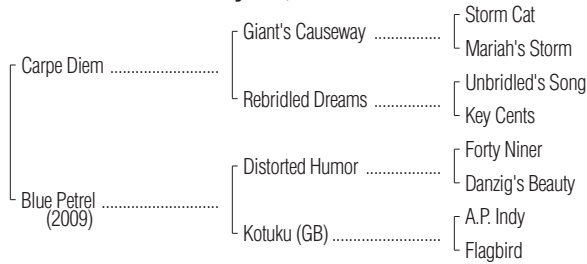 Storm Cat
Giant's Causeway ................
Mariah's Storm
Carpe Diem ..........................
Unbridled's Song
Rebridled Dreams ................
Key Cents
Forty Niner
Distorted Humor ..................
Danzig's Beauty
Blue Petrel ............................
(2009)
A.P. Indy
Kotuku (GB) ..........................
Flagbird